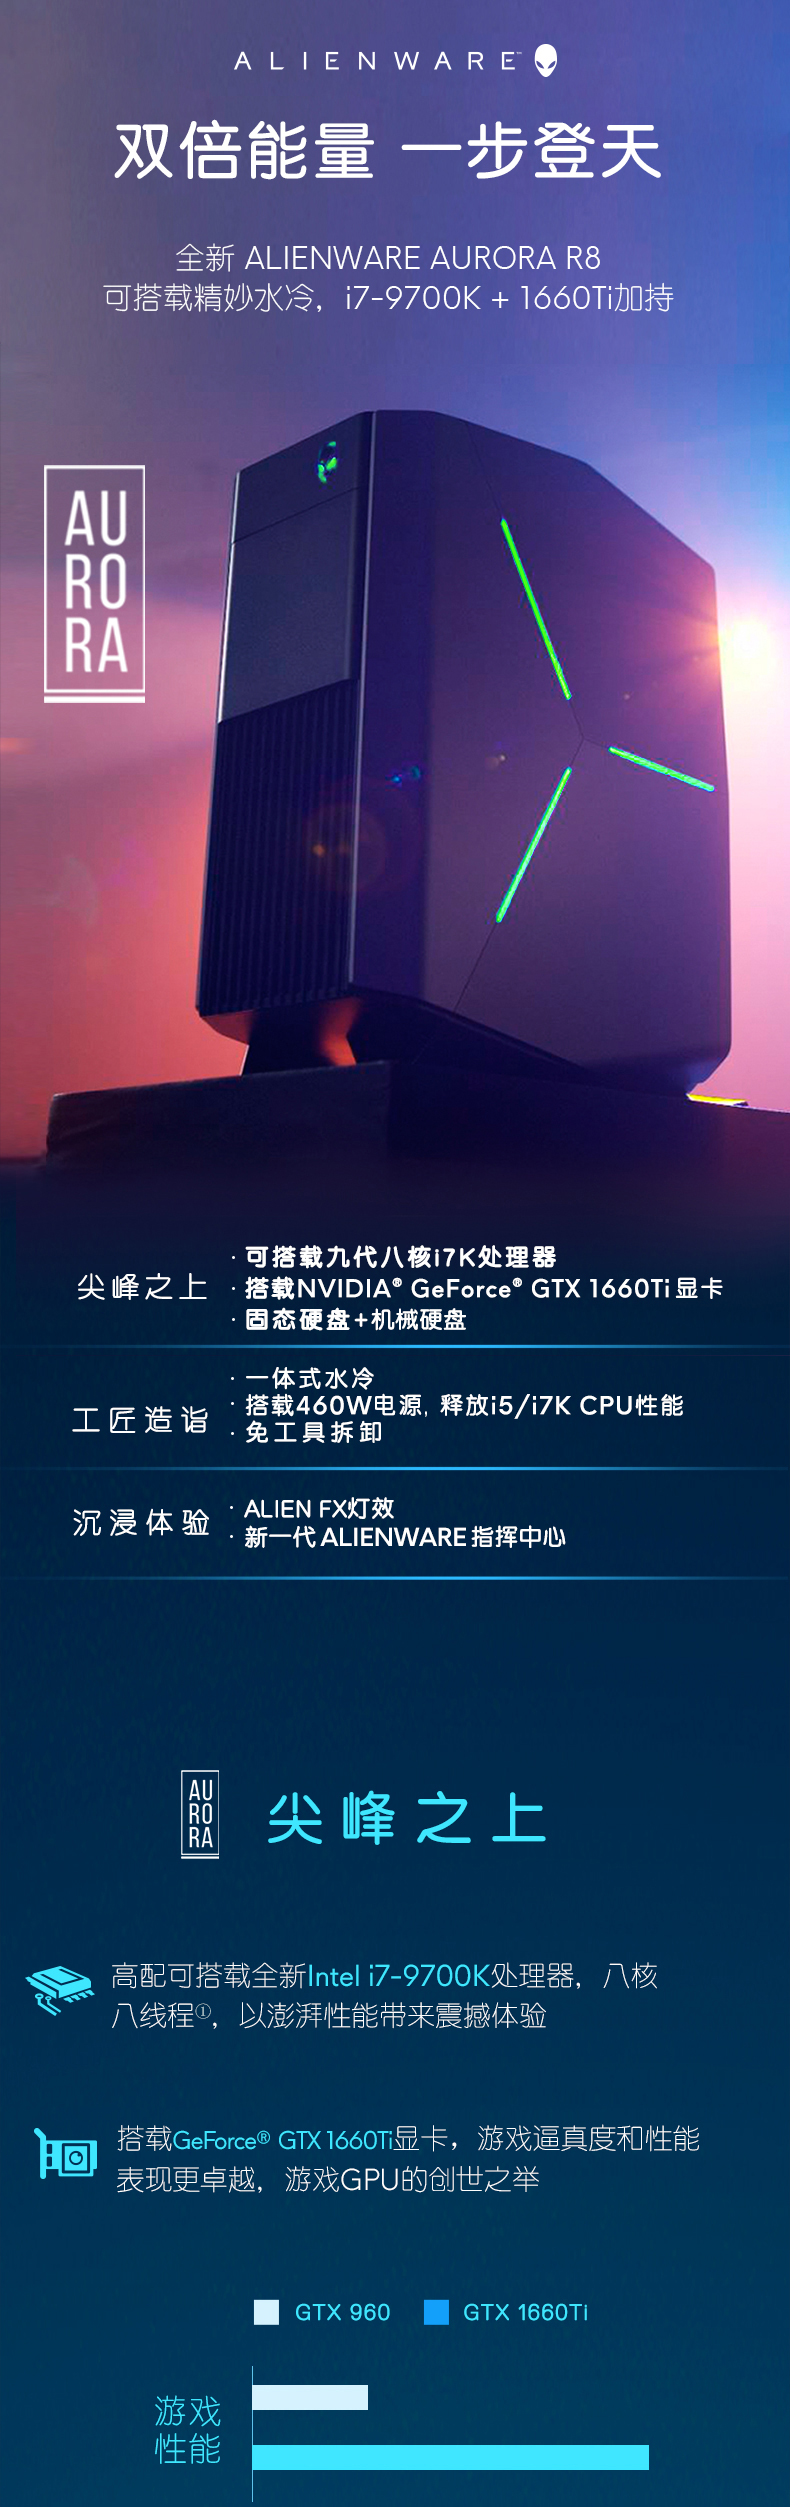 ALIENWARE™
双倍能量 一步登天
全新 ALIENWARE AURORA R8
可搭载精妙水冷，i7-9700K + 1660Ti加持
AU
RO
RA
尖峰之上
· 可搭载九代八核i7K处理器
· 搭载NVIDIA® GeForce® GTX 1660Ti 显卡
· 固态硬盘+机械硬盘
工匠造诣
· 一体式水冷
· 搭载460W电源, 释放i5/i7K CPU性能
· 免工具拆卸
沉浸体验
· ALIEN FX灯效
· 新一代 ALIENWARE 指挥中心
AU
RO
RA
尖峰之上
高配可搭载全新Intel i7-9700K处理器，八核
八线程①，以澎湃性能带来震撼体验
搭载GeForce® GTX 1660Ti显卡，游戏逼真度和性能
表现更卓越，游戏GPU的创世之举
GTX 960
GTX 1660Ti
游戏
性能